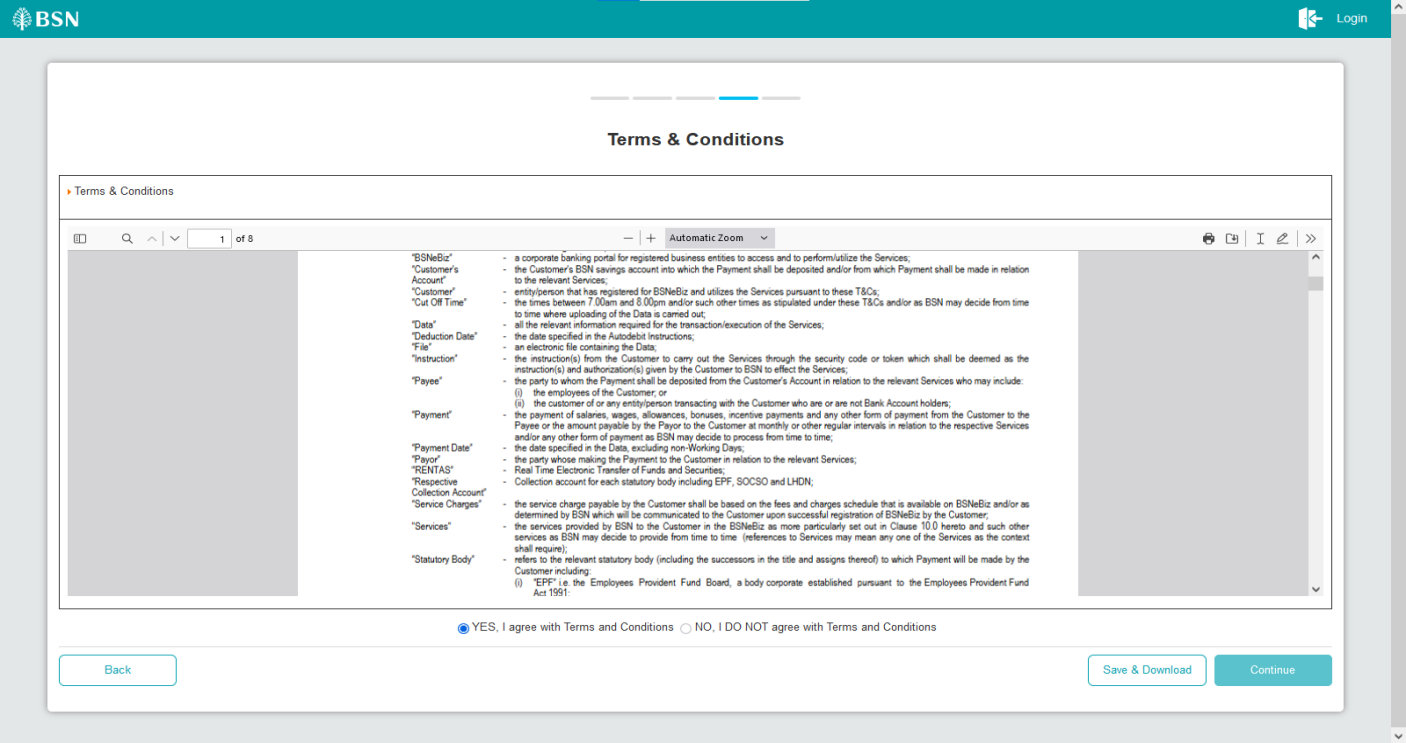 BSN
Login
Terms & Conditions
Terms & Conditions
1 of 8
Automatic Zoom
"BSNeBiz" - a corporate banking portal for registered business entities to access and to perform/utilize the Services;
"Customer's - the Customer's BSN savings account into which the Payment shall be deposited and/or from which Payment shall be made in relation
Account" to the relevant Services;
"Customer" - entity/person that has registered for BSNeBiz and utilizes the Services pursuant to these T&Cs;
"Cut Off Time" - the times between 7.00am and 8.00pm and/or such other times as stipulated under these T&Cs and/or as BSN may decide from time
to time where uploading of the Data is carried out;
"Data" - all the relevant information required for the transaction/execution of the Services;
"Deduction Date" - the date specified in the Autodebit Instructions;
"File" - an electronic file containing the Data;
"Instruction" - the instruction(s) from the Customer to carry out the Services through the security code or token which shall be deemed as the
instruction(s) and authorization(s) given by the Customer to BSN to effect the Services;
"Payee" - the party to whom the Payment shall be deposited from the Customer's Account in relation to the relevant Services who may include:
(i) the employees of the Customer; or
(ii) the customer of or any entity/person transacting with the Customer who are or are not Bank Account holders;
"Payment" - the payment of salaries, wages, allowances, bonuses, incentive payments and any other form of payment from the Customer to the
Payee or the amount payable by the Payor to the Customer at monthly or other regular intervals in relation to the respective Services
and/or any other form of payment as BSN may decide to process from time to time;
"Payment Date" - the date specified in the Data, excluding non-Working Days;
"Payor" - the party whose making the Payment to the Customer in relation to the relevant Services;
"RENTAS" - Real Time Electronic Transfer of Funds and Securities;
"Respective - Collection account for each statutory body including EPF, SOCSO and LHDN;
Collection Account"
"Service Charges" - the service charge payable by the Customer shall be based on the fees and charges schedule that is available on BSNeBiz and/or as
determined by BSN which will be communicated to the Customer upon successful registration of BSNeBiz by the Customer;
"Services" - the services provided by BSN to the Customer in the BSNeBiz as more particularly set out in Clause 10.0 hereto and such other
services as BSN may decide to provide from time to time (references to Services may mean any one of the Services as the context
shall require);
"Statutory Body" - refers to the relevant statutory body (including the successors in the title and assigns thereof) to which Payment will be made by the
Customer including:
(i) "EPF" i.e. the Employees Provident Fund Board, a body corporate established pursuant to the Employees Provident Fund
Act 1991;
YES, I agree with Terms and Conditions NO, I DO NOT agree with Terms and Conditions
Back
Save & Download
Continue